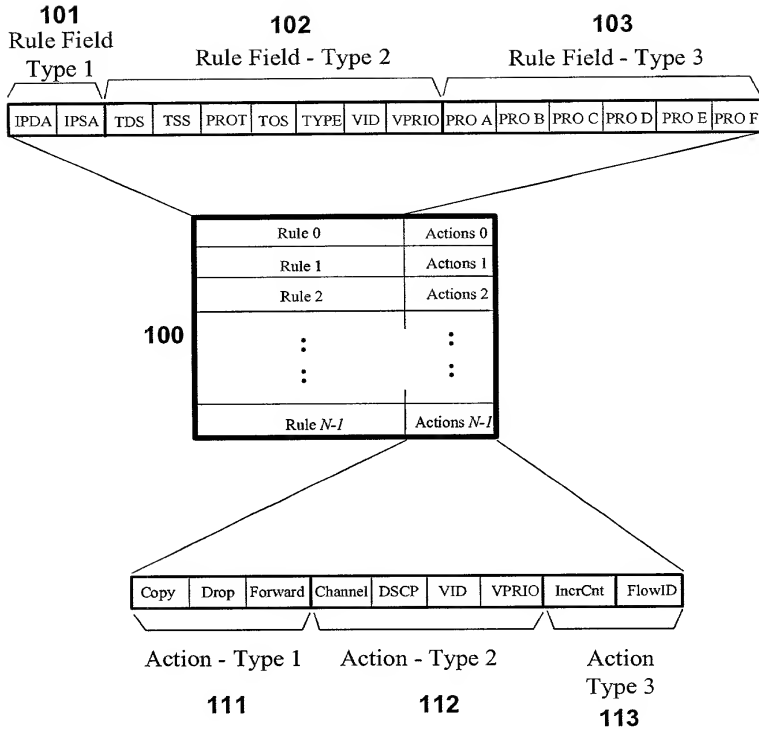 101
Rule Field
Type 1
102
Rule Field - Type 2
103
Rule Field - Type 3
IPDA IPSA TDS TSS PROT TOS TYPE VID VPRIO PRO A PRO B PRO C PRO D PRO E PRO F
Rule 0 Actions 0
Rule 1 Actions 1
Rule 2 Actions 2
100
Rule N-1 Actions N-1
Copy Drop Forward Channel DSCP VID VPRIO IncrCnt FlowID
Action - Type 1
111
Action - Type 2
112
Action
Type 3
113